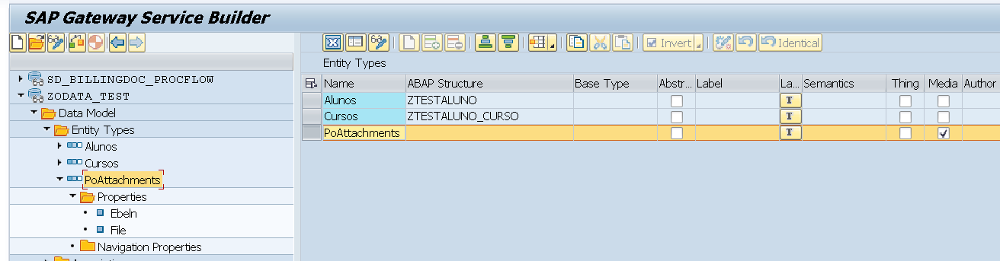 SAP Gateway Service Builder
Invert
Identical
Entity Types
SD_BILLINGDOC_PROCFLOW
ZODATA_TEST
Data Model
Entity Types
Alunos
Cursos
PoAttachments
Properties
Ebeln
File
Navigation Properties
Name ABAP Structure Base Type Abstr... Label La... Semantics Thing Media Author
Alunos ZTESTALUNO T
Cursos ZTESTALUNO_CURSO T
PoAttachments T